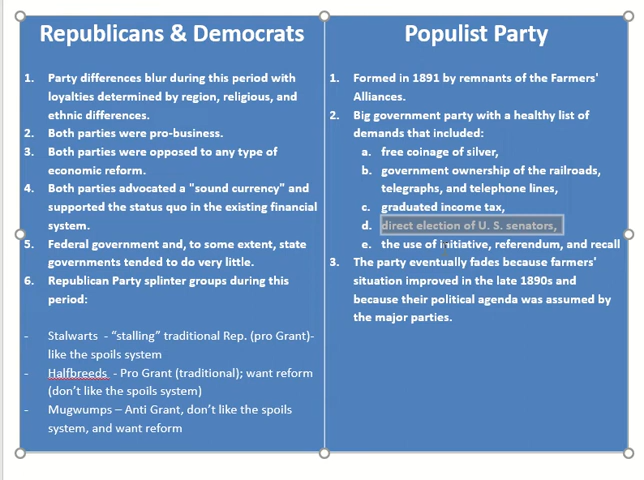 Republicans & Democrats
1. Party differences blur during this period with
loyalties determined by region, religious, and
ethnic differences.
2. Both parties were pro-business.
3. Both parties were opposed to any type of
economic reform.
4. Both parties advocated a "sound currency" and
supported the status quo in the existing financial
system.
5. Federal government and, to some extent, state
governments tended to do very little.
6. Republican Party splinter groups during this
period:
- Stalwarts - “stalling” traditional Rep. (pro Grant)-
like the spoils system
- Halfbreeds - Pro Grant (traditional); want reform
(don’t like the spoils system)
- Mugwumps – Anti Grant, don’t like the spoils
system, and want reform
Populist Party
1. Formed in 1891 by remnants of the Farmers'
Alliances.
2. Big government party with a healthy list of
demands that included:
a. free coinage of silver,
b. government ownership of the railroads,
telegraphs, and telephone lines,
c. graduated income tax,
d. direct election of U. S. senators,
e. the use of initiative, referendum, and recall
3. The party eventually fades because farmers'
situation improved in the late 1890s and
because their political agenda was assumed by
the major parties.